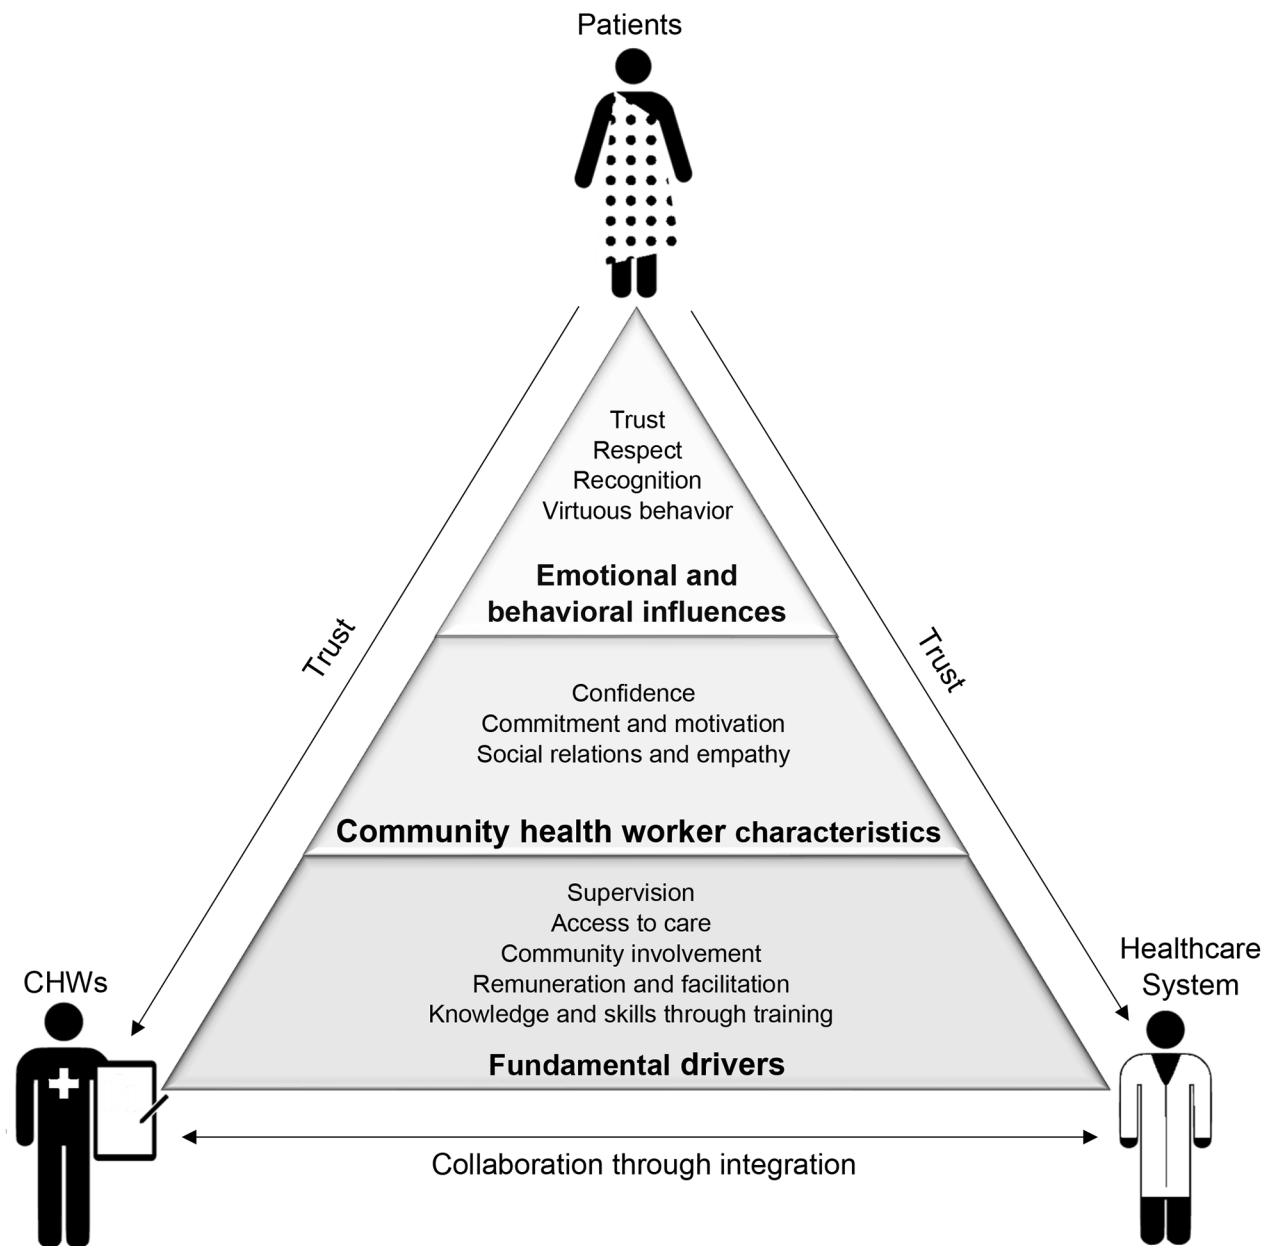 Patients
Trust
Respect
Recognition
Virtuous behavior
Emotional and
behavioral influences
Trust
Trust
Confidence
Commitment and motivation
Social relations and empathy
Community health worker characteristics
Supervision
Access to care
Community involvement
Remuneration and facilitation
Knowledge and skills through training
Fundamental drivers
CHWs
Healthcare
System
Collaboration through integration